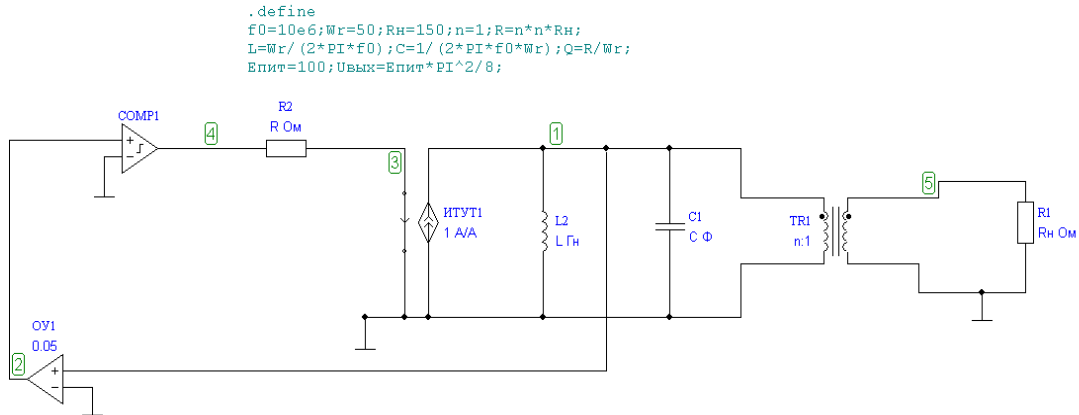 .define
f0=10e6;Wr=50;Rн=150;n=1;R=n*n*Rн;
L=Wr/(2*PI*f0);C=1/(2*PI*f0*Wr);Q=R/Wr;
Епит=100;Uвых=Епит*PI^2/8;
COMP1
4
R2
R Ом
3
ИТУТ1
1 А/А
1
L2
L Гн
C1
C Ф
TR1
n:1
5
R1
Rн Ом
ОУ1
0.05
2